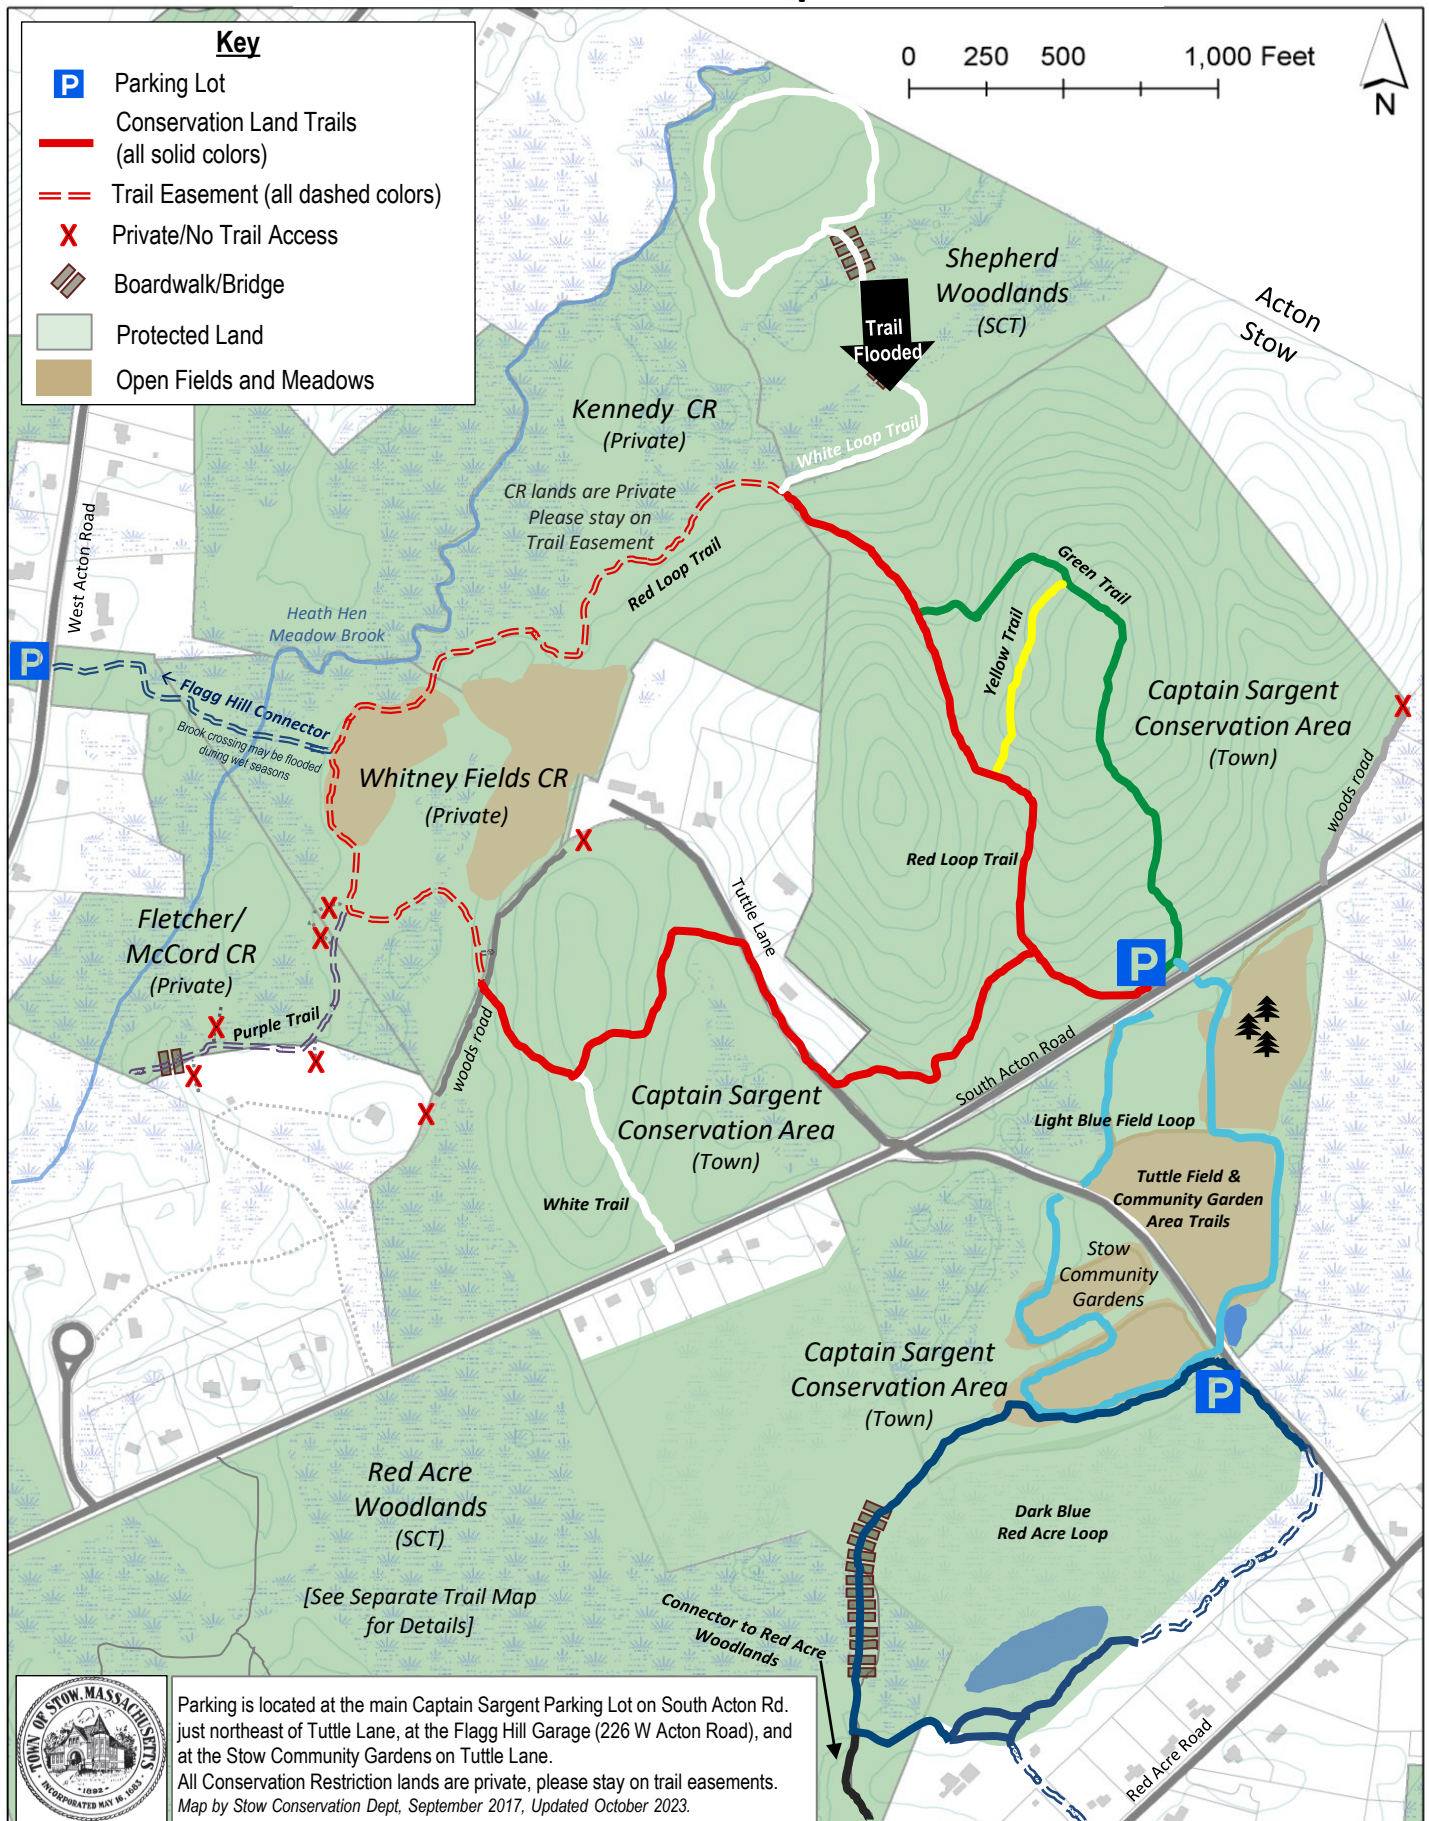 Key
P
Parking Lot
Conservation Land Trails
(all solid colors)
Trail Easement (all dashed colors)
X
Private/No Trail Access
Boardwalk/Bridge
Protected Land
Open Fields and Meadows
0 250 500 1,000 Feet
N
Acton
Stow
Shepherd
Woodlands
(SCT)
Trail
Flooded
White Loop Trail
Kennedy CR
(Private)
CR lands are Private
Please stay on
Trail Easement
Red Loop Trail
West Acton Road
Heath Hen
Meadow Brook
P
← Flagg Hill Connector
Brook crossing may be flooded
during wet seasons
Green Trail
Yellow Trail
Captain Sargent
Conservation Area
(Town)
X
woods road
Whitney Fields CR
(Private)
X
Red Loop Trail
Tuttle Lane
Fletcher/
McCord CR
(Private)
X
X
X
Purple Trail
X
X
X
woods road
P
South Acton Road
Captain Sargent
Conservation Area
(Town)
White Trail
Light Blue Field Loop
Tuttle Field &
Community Garden
Area Trails
Stow
Community
Gardens
Captain Sargent
Conservation Area
(Town)
P
Red Acre
Woodlands
(SCT)
[See Separate Trail Map
for Details]
Dark Blue
Red Acre Loop
Connector to Red Acre
Woodlands
Red Acre Road
TOWN OF STOW, MASSACHUSETTS
1892
INCORPORATED MAY 16, 1683
Parking is located at the main Captain Sargent Parking Lot on South Acton Rd.
just northeast of Tuttle Lane, at the Flagg Hill Garage (226 W Acton Road), and
at the Stow Community Gardens on Tuttle Lane.
All Conservation Restriction lands are private, please stay on trail easements.
Map by Stow Conservation Dept, September 2017, Updated October 2023.